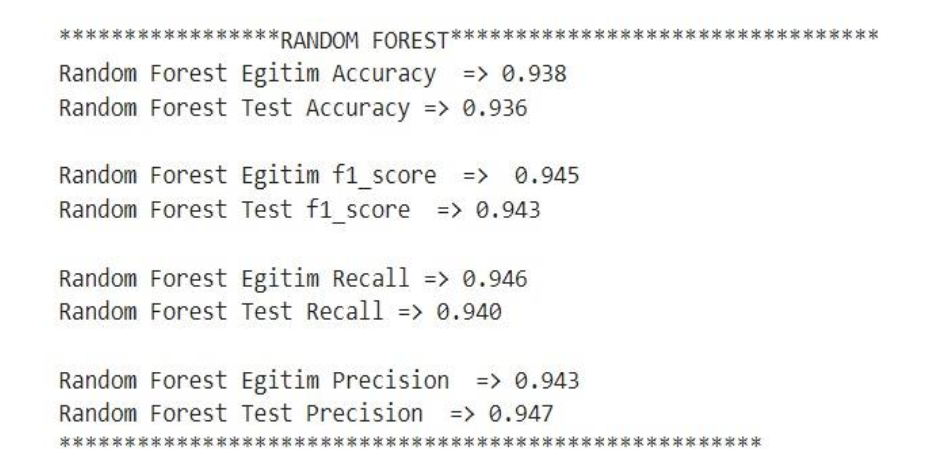 *****************RANDOM FOREST*********************************
Random Forest Egitim Accuracy  => 0.938
Random Forest Test Accuracy => 0.936
Random Forest Egitim f1_score  =>  0.945
Random Forest Test f1_score  => 0.943
Random Forest Egitim Recall => 0.946
Random Forest Test Recall => 0.940
Random Forest Egitim Precision  => 0.943
Random Forest Test Precision  => 0.947
******************************************************